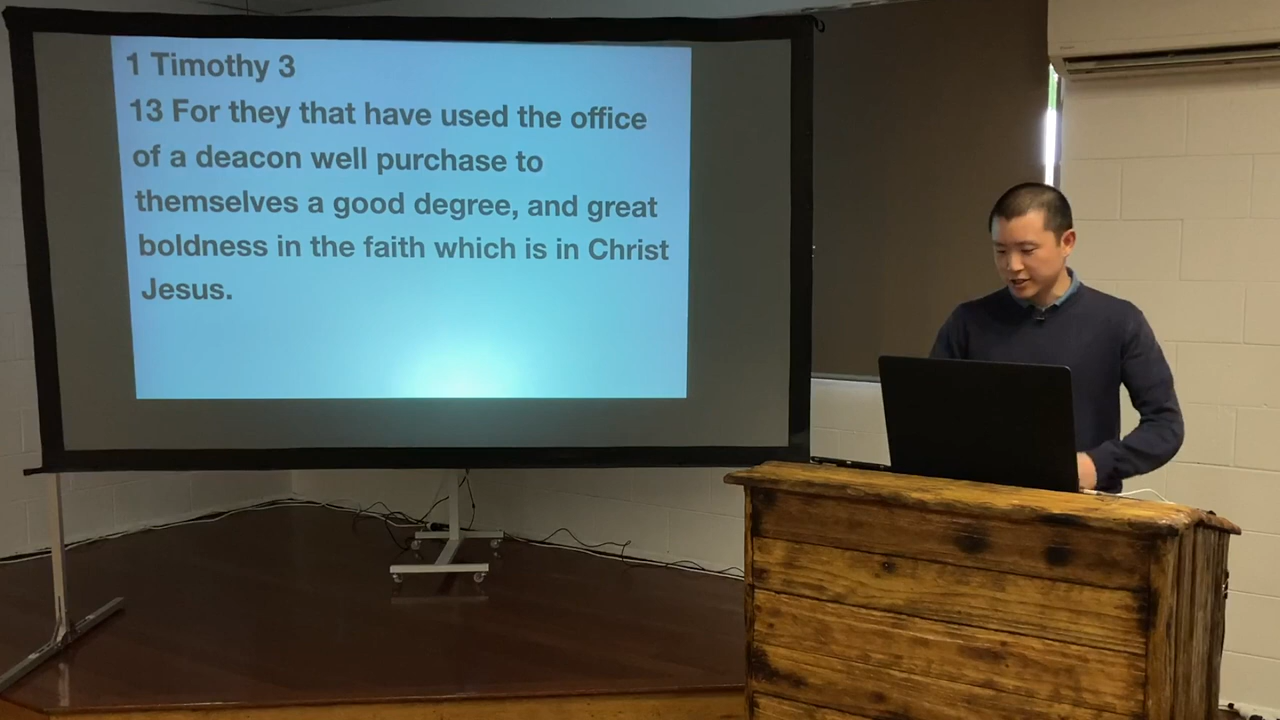 1 Timothy 3
13 For they that have used the office
of a deacon well purchase to
themselves a good degree, and great
boldness in the faith which is in Christ
Jesus.